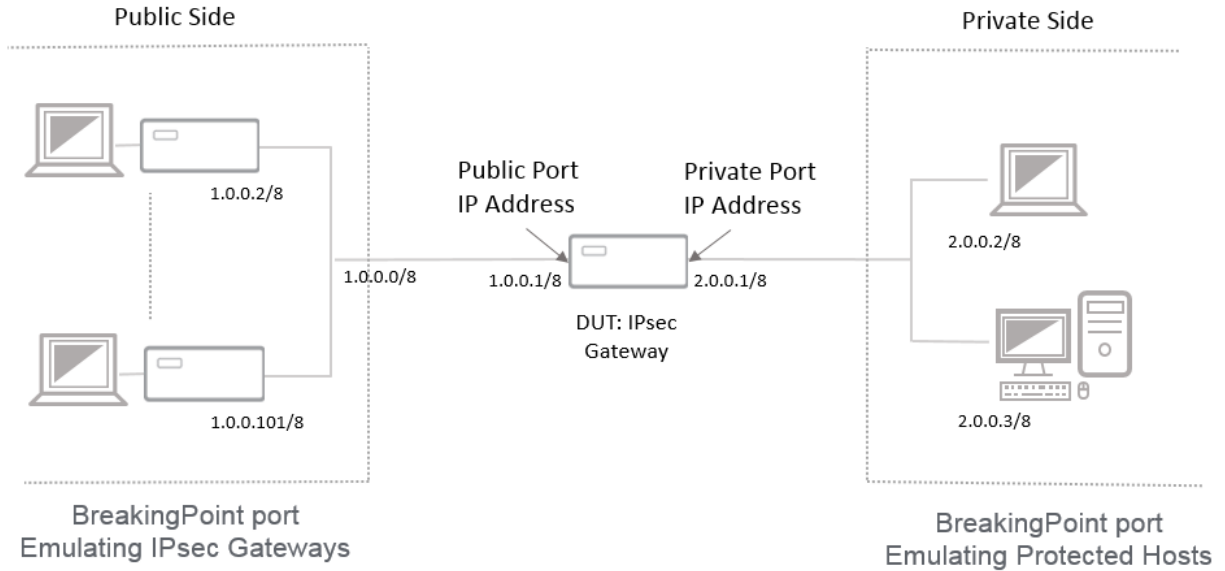 Public Side
Private Side
1.0.0.2/8
Public Port
IP Address
Private Port
IP Address
2.0.0.2/8
1.0.0.0/8
1.0.0.1/8
2.0.0.1/8
DUT: IPsec
Gateway
1.0.0.101/8
2.0.0.3/8
BreakingPoint port
Emulating IPsec Gateways
BreakingPoint port
Emulating Protected Hosts